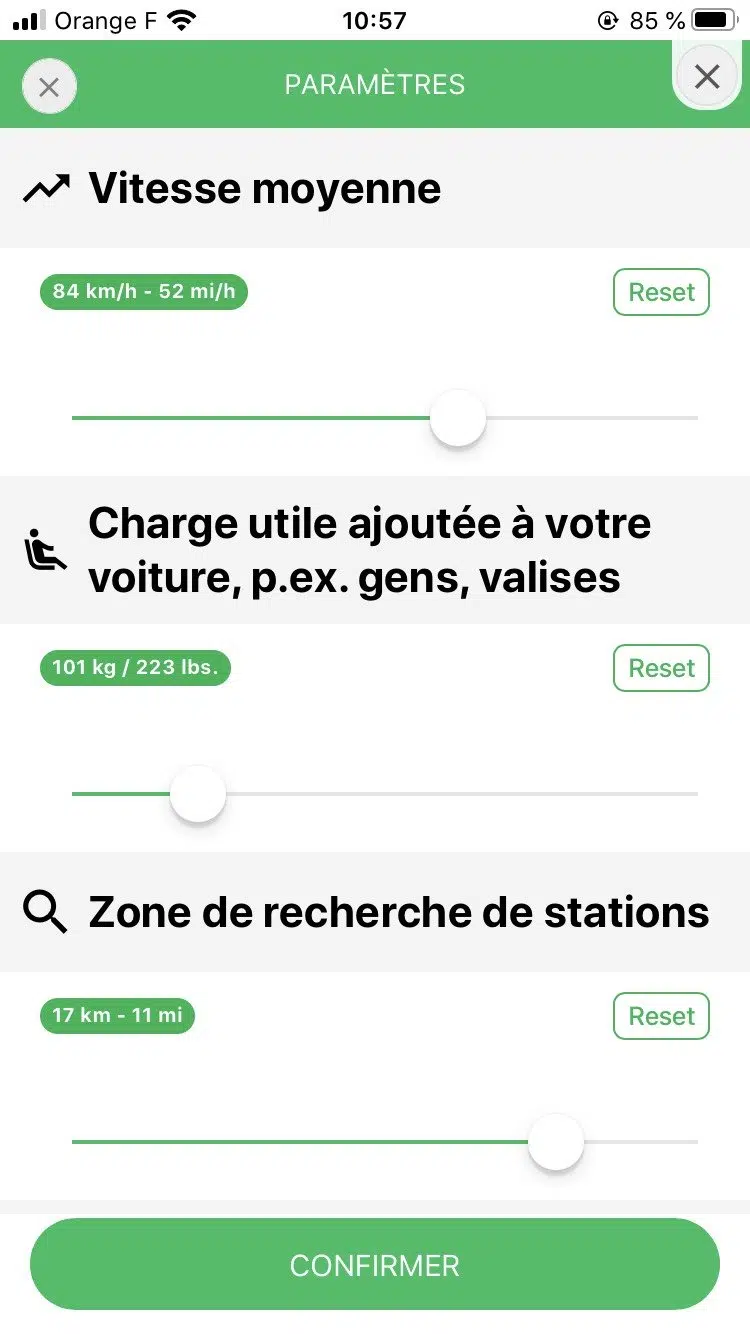 Orange F 10:57 85 %
PARAMÈTRES
Vitesse moyenne
84 km/h - 52 mi/h Reset
Charge utile ajoutée à votre
voiture, p.ex. gens, valises
101 kg / 223 lbs. Reset
Zone de recherche de stations
17 km - 11 mi Reset
CONFIRMER